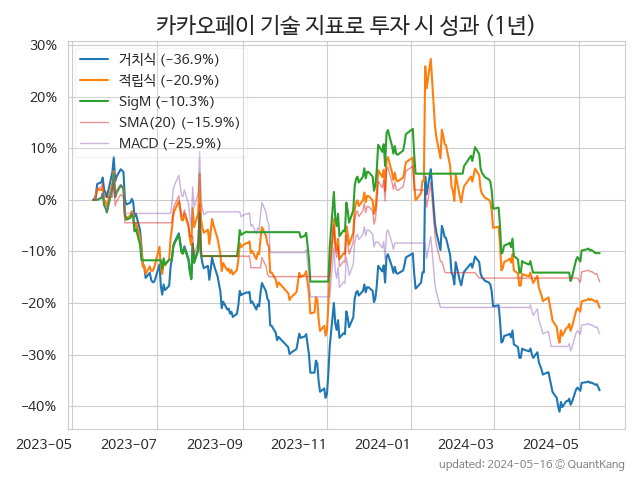 카카오페이 기술 지표로 투자 시 성과 (1년)
30%
20%
10%
0%
−10%
−20%
−30%
−40%
거치식 (−36.9%)
적립식 (−20.9%)
SigM (−10.3%)
SMA(20) (−15.9%)
MACD (−25.9%)
2023-05
2023-07
2023-09
2023-11
2024-01
2024-03
2024-05
updated: 2024-05-16 © QuantKang